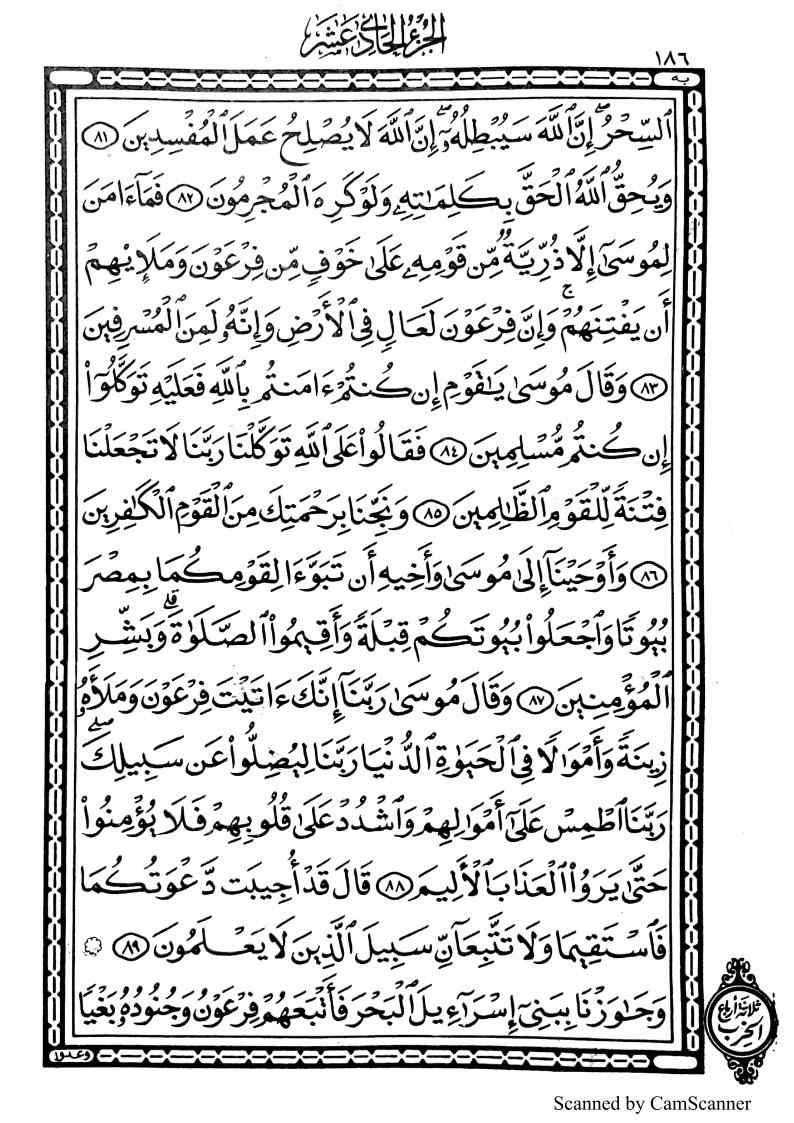 الجزء الحادي عشر
١٨٦
به
ٱلسِّحْرُ ۖ إِنَّ ٱللَّهَ سَيُبْطِلُهُۥٓ ۖ إِنَّ ٱللَّهَ لَا يُصْلِحُ عَمَلَ ٱلْمُفْسِدِينَ ٨١
وَيُحِقُّ ٱللَّهُ ٱلْحَقَّ بِكَلِمَٰتِهِۦ وَلَوْ كَرِهَ ٱلْمُجْرِمُونَ ٨٢ فَمَآ ءَامَنَ
لِمُوسَىٰٓ إِلَّا ذُرِّيَّةٌ مِّن قَوْمِهِۦ عَلَىٰ خَوْفٍ مِّن فِرْعَوْنَ وَمَلَإِي۟هِمْ
أَن يَفْتِنَهُمْ ۚ وَإِنَّ فِرْعَوْنَ لَعَالٍ فِى ٱلْأَرْضِ وَإِنَّهُۥ لَمِنَ ٱلْمُسْرِفِينَ
٨٣ وَقَالَ مُوسَىٰ يَٰقَوْمِ إِن كُنتُمْ ءَامَنتُم بِٱللَّهِ فَعَلَيْهِ تَوَكَّلُوٓا۟
إِن كُنتُم مُّسْلِمِينَ ٨٤ فَقَالُوا۟ عَلَى ٱللَّهِ تَوَكَّلْنَا رَبَّنَا لَا تَجْعَلْنَا
فِتْنَةً لِّلْقَوْمِ ٱلظَّٰلِمِينَ ٨٥ وَنَجِّنَا بِرَحْمَتِكَ مِنَ ٱلْقَوْمِ ٱلْكَٰفِرِينَ
٨٦ وَأَوْحَيْنَآ إِلَىٰ مُوسَىٰ وَأَخِيهِ أَن تَبَوَّءَا لِقَوْمِكُمَا بِمِصْرَ
بُيُوتًا وَٱجْعَلُوا۟ بُيُوتَكُمْ قِبْلَةً وَأَقِيمُوا۟ ٱلصَّلَوٰةَ ۗ وَبَشِّرِ
ٱلْمُؤْمِنِينَ ٨٧ وَقَالَ مُوسَىٰ رَبَّنَآ إِنَّكَ ءَاتَيْتَ فِرْعَوْنَ وَمَلَأَهُۥ
زِينَةً وَأَمْوَٰلًا فِى ٱلْحَيَوٰةِ ٱلدُّنْيَا رَبَّنَا لِيُضِلُّوا۟ عَن سَبِيلِكَ ۖ
رَبَّنَا ٱطْمِسْ عَلَىٰٓ أَمْوَٰلِهِمْ وَٱشْدُدْ عَلَىٰ قُلُوبِهِمْ فَلَا يُؤْمِنُوا۟
حَتَّىٰ يَرَوُا۟ ٱلْعَذَابَ ٱلْأَلِيمَ ٨٨ قَالَ قَدْ أُجِيبَت دَّعْوَتُكُمَا
فَٱسْتَقِيمَا وَلَا تَتَّبِعَآنِّ سَبِيلَ ٱلَّذِينَ لَا يَعْلَمُونَ ٨٩ ۞
وَجَٰوَزْنَا بِبَنِىٓ إِسْرَٰٓءِيلَ ٱلْبَحْرَ فَأَتْبَعَهُمْ فِرْعَوْنُ وَجُنُودُهُۥ بَغْيًا
ثلاثة أرباع
الحزب
وعدوا
Scanned by CamScanner